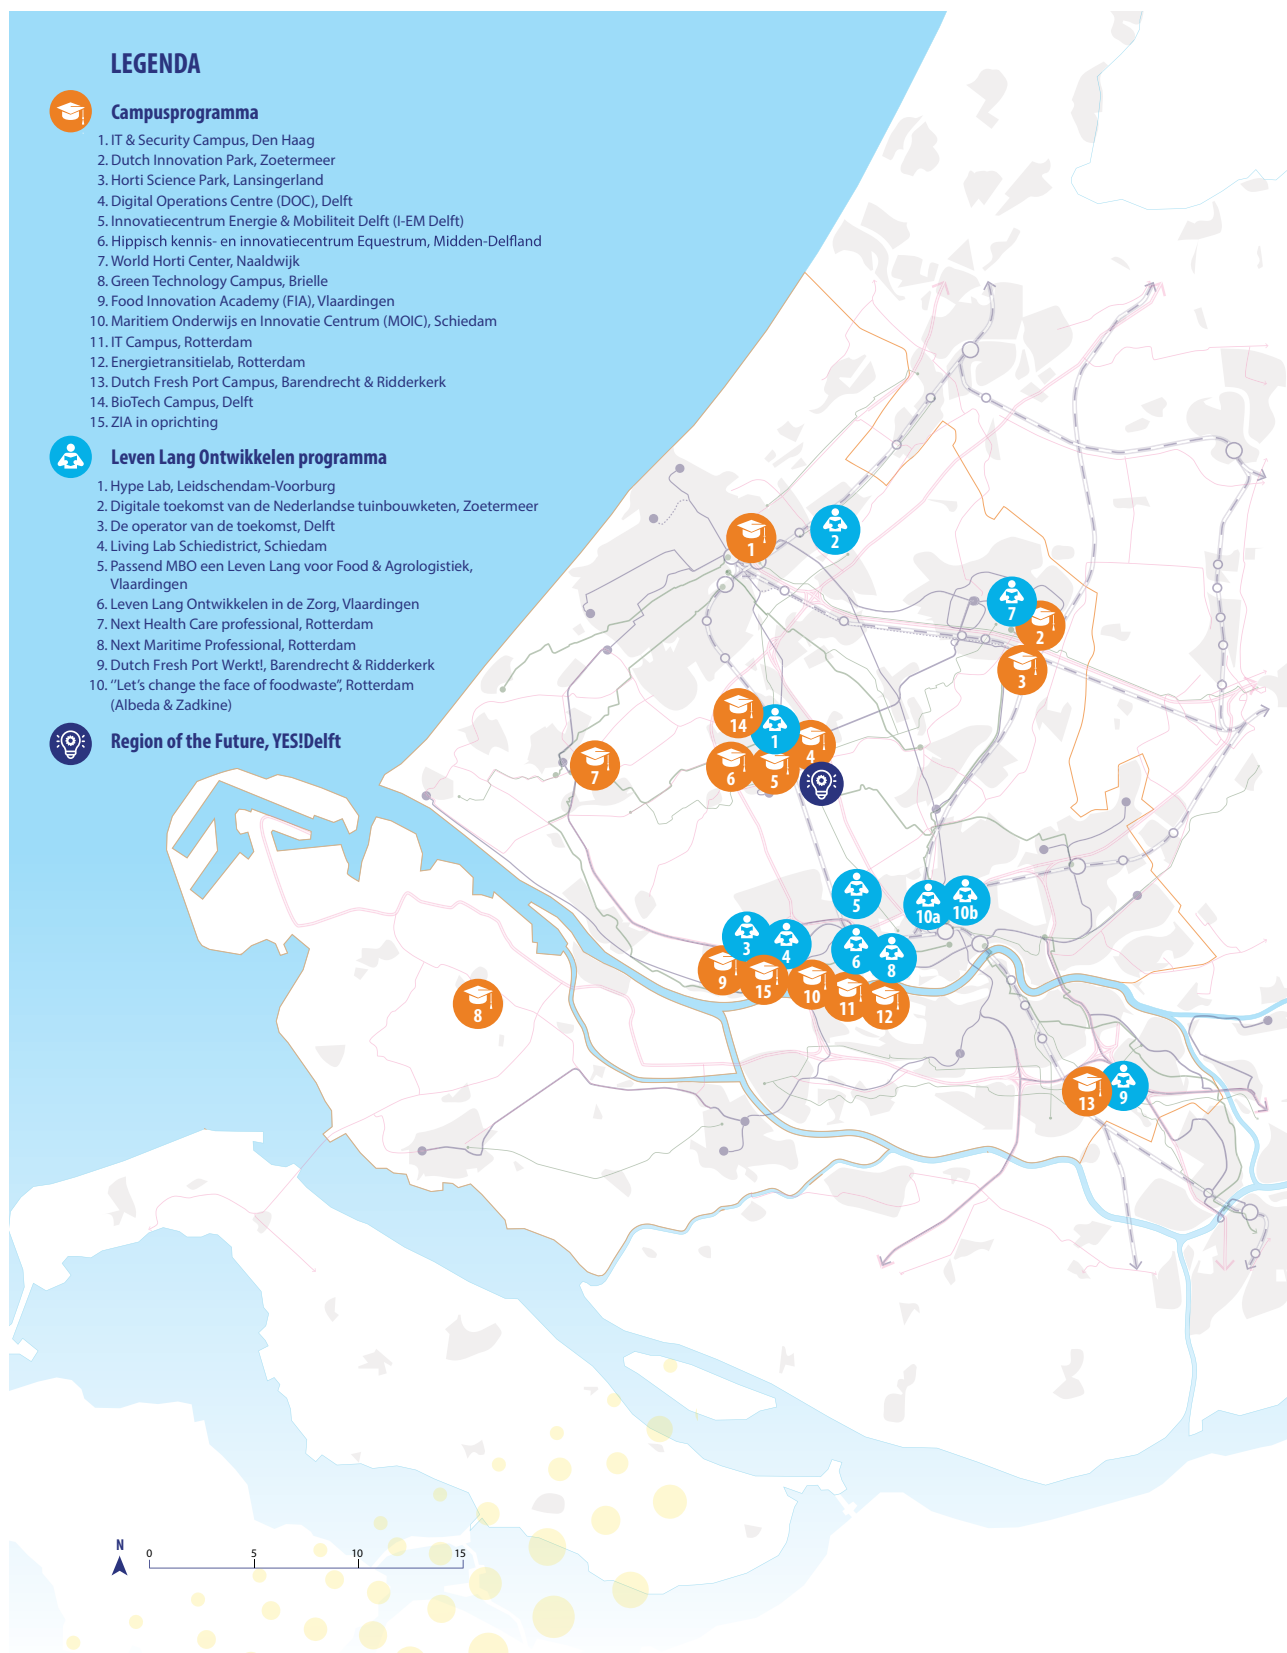 LEGENDA
Campusprogramma
1. IT & Security Campus, Den Haag
2. Dutch Innovation Park, Zoetermeer
3. Horti Science Park, Lansingerland
4. Digital Operations Centre (DOC), Delft
5. Innovatiecentrum Energie & Mobiliteit Delft (I-EM Delft)
6. Hippisch kennis- en innovatiecentrum Equestrum, Midden-Delfland
7. World Horti Center, Naaldwijk
8. Green Technology Campus, Brielle
9. Food Innovation Academy (FIA), Vlaardingen
10. Maritiem Onderwijs en Innovatie Centrum (MOIC), Schiedam
11. IT Campus, Rotterdam
12. Energietransitielab, Rotterdam
13. Dutch Fresh Port Campus, Barendrecht & Ridderkerk
14. BioTech Campus, Delft
15. ZIA in oprichting
Leven Lang Ontwikkelen programma
1. Hype Lab, Leidschendam-Voorburg
2. Digitale toekomst van de Nederlandse tuinbouwketen, Zoetermeer
3. De operator van de toekomst, Delft
4. Living Lab Schiedistrict, Schiedam
5. Passend MBO een Leven Lang voor Food & Agrologistiek,
Vlaardingen
6. Leven Lang Ontwikkelen in de Zorg, Vlaardingen
7. Next Health Care professional, Rotterdam
8. Next Maritime Professional, Rotterdam
9. Dutch Fresh Port Werkt!, Barendrecht & Ridderkerk
10. "Let's change the face of foodwaste", Rotterdam
(Albeda & Zadkine)
Region of the Future, YES!Delft
1
2
7
2
3
14
1
4
6
5
7
5
10a
10b
3
4
6
8
9
15
10
11
12
8
13
9
N
0 5 10 15